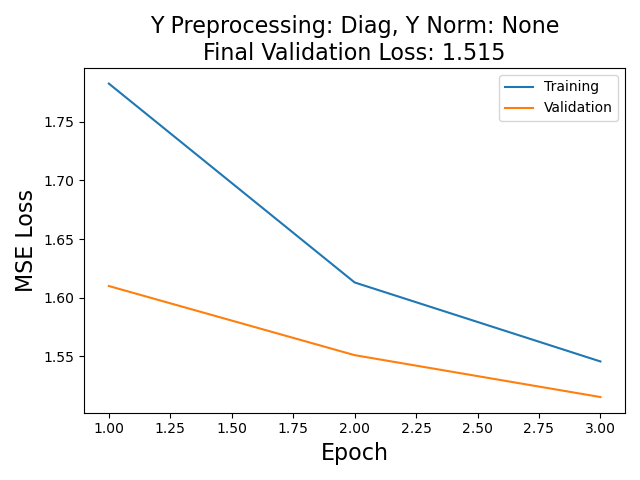 Y Preprocessing: Diag, Y Norm: None
Final Validation Loss: 1.515
Training
Validation
MSE Loss
1.75
1.70
1.65
1.60
1.55
1.00
1.25
1.50
1.75
2.00
2.25
2.50
2.75
3.00
Epoch